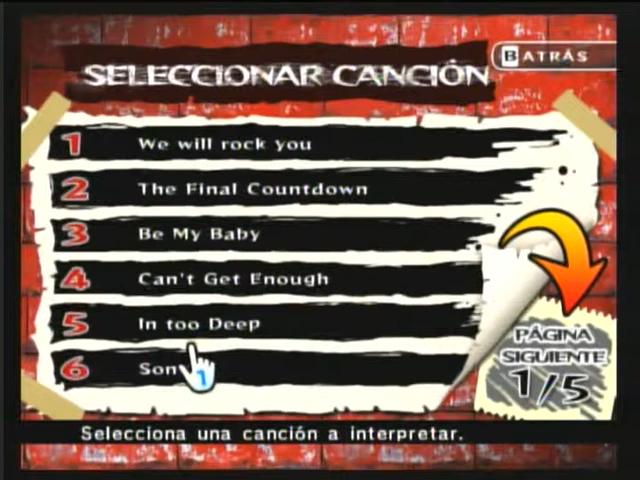 B ATRÁS
SELECCIONAR CANCIÓN
1 We will rock you
2 The Final Countdown
3 Be My Baby
4 Can't Get Enough
5 In too Deep
6
1
PÁGINA
SIGUIENTE
1/5
Selecciona una canción a interpretar.